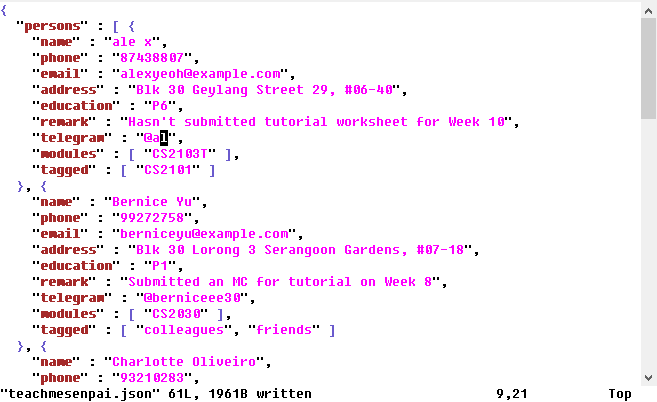 {
  "persons" : [ {
    "name" : "ale x",
    "phone" : "87438807",
    "email" : "alexyeoh@example.com",
    "address" : "Blk 30 Geylang Street 29, #06-40",
    "education" : "P6",
    "remark" : "Hasn't submitted tutorial worksheet for Week 10",
    "telegram" : "@al",
    "modules" : [ "CS2103T" ],
    "tagged" : [ "CS2101" ]
  }, {
    "name" : "Bernice Yu",
    "phone" : "99272758",
    "email" : "berniceyu@example.com",
    "address" : "Blk 30 Lorong 3 Serangoon Gardens, #07-18",
    "education" : "P1",
    "remark" : "Submitted an MC for tutorial on Week 8",
    "telegram" : "@berniceee30",
    "modules" : [ "CS2030" ],
    "tagged" : [ "colleagues", "friends" ]
  }, {
    "name" : "Charlotte Oliveiro",
    "phone" : "93210283",
"teachmesenpai.json" 61L, 1961B written 9,21 Top